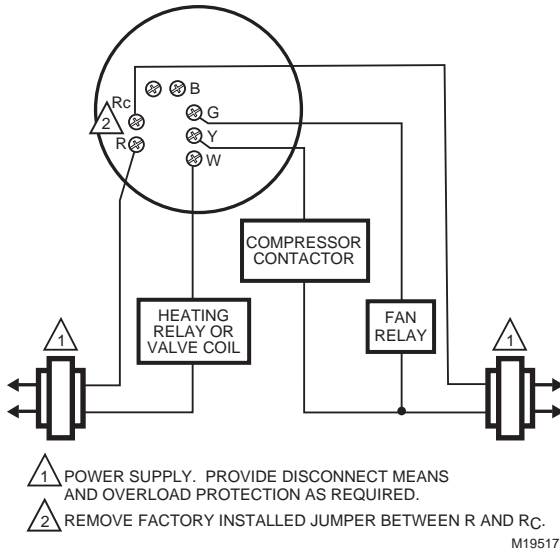 B
Rc
G
2
R
Y
W
COMPRESSOR
CONTACTOR
HEATING
RELAY OR
VALVE COIL
FAN
RELAY
1
1
1 POWER SUPPLY. PROVIDE DISCONNECT MEANS
AND OVERLOAD PROTECTION AS REQUIRED.
2 REMOVE FACTORY INSTALLED JUMPER BETWEEN R AND RC.
M19517